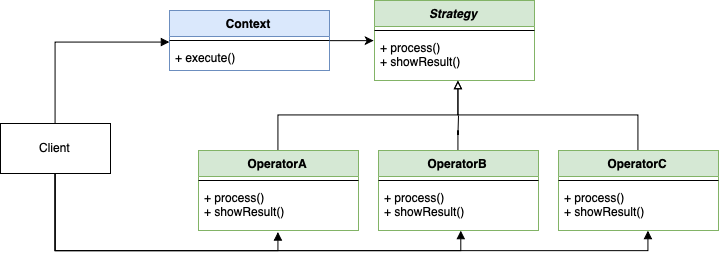 Context
+ execute()
Strategy
+ process()
+ showResult()
Client
OperatorA
+ process()
+ showResult()
OperatorB
+ process()
+ showResult()
OperatorC
+ process()
+ showResult()